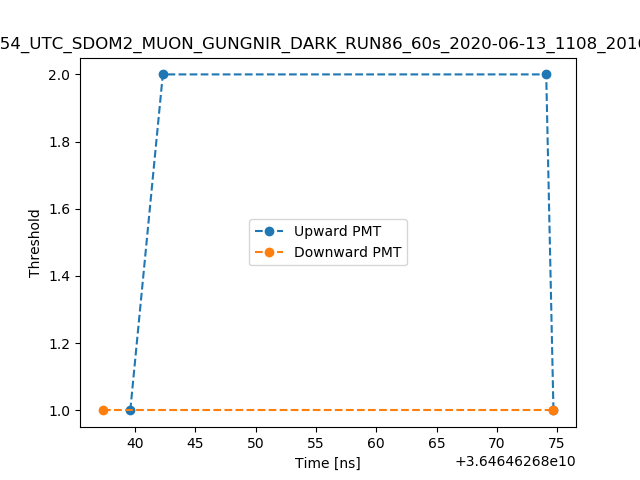 54_UTC_SDOM2_MUON_GUNGNIR_DARK_RUN86_60s_2020-06-13_1108_2016
2.0
1.8
1.6
1.4
1.2
1.0
Threshold
Upward PMT
Downward PMT
40 45 50 55 60 65 70 75
Time [ns]
+3.64646268e10